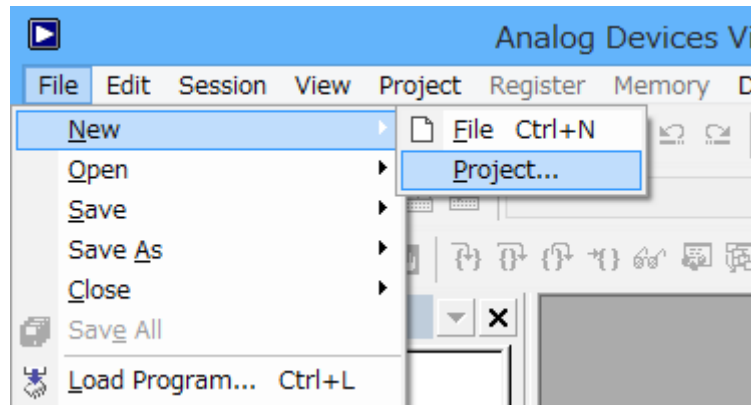 Analog Devices Vi
File Edit Session View Project Register Memory D
New
File Ctrl+N
Open
Project...
Save
Save As
Close
Save All
Load Program... Ctrl+L